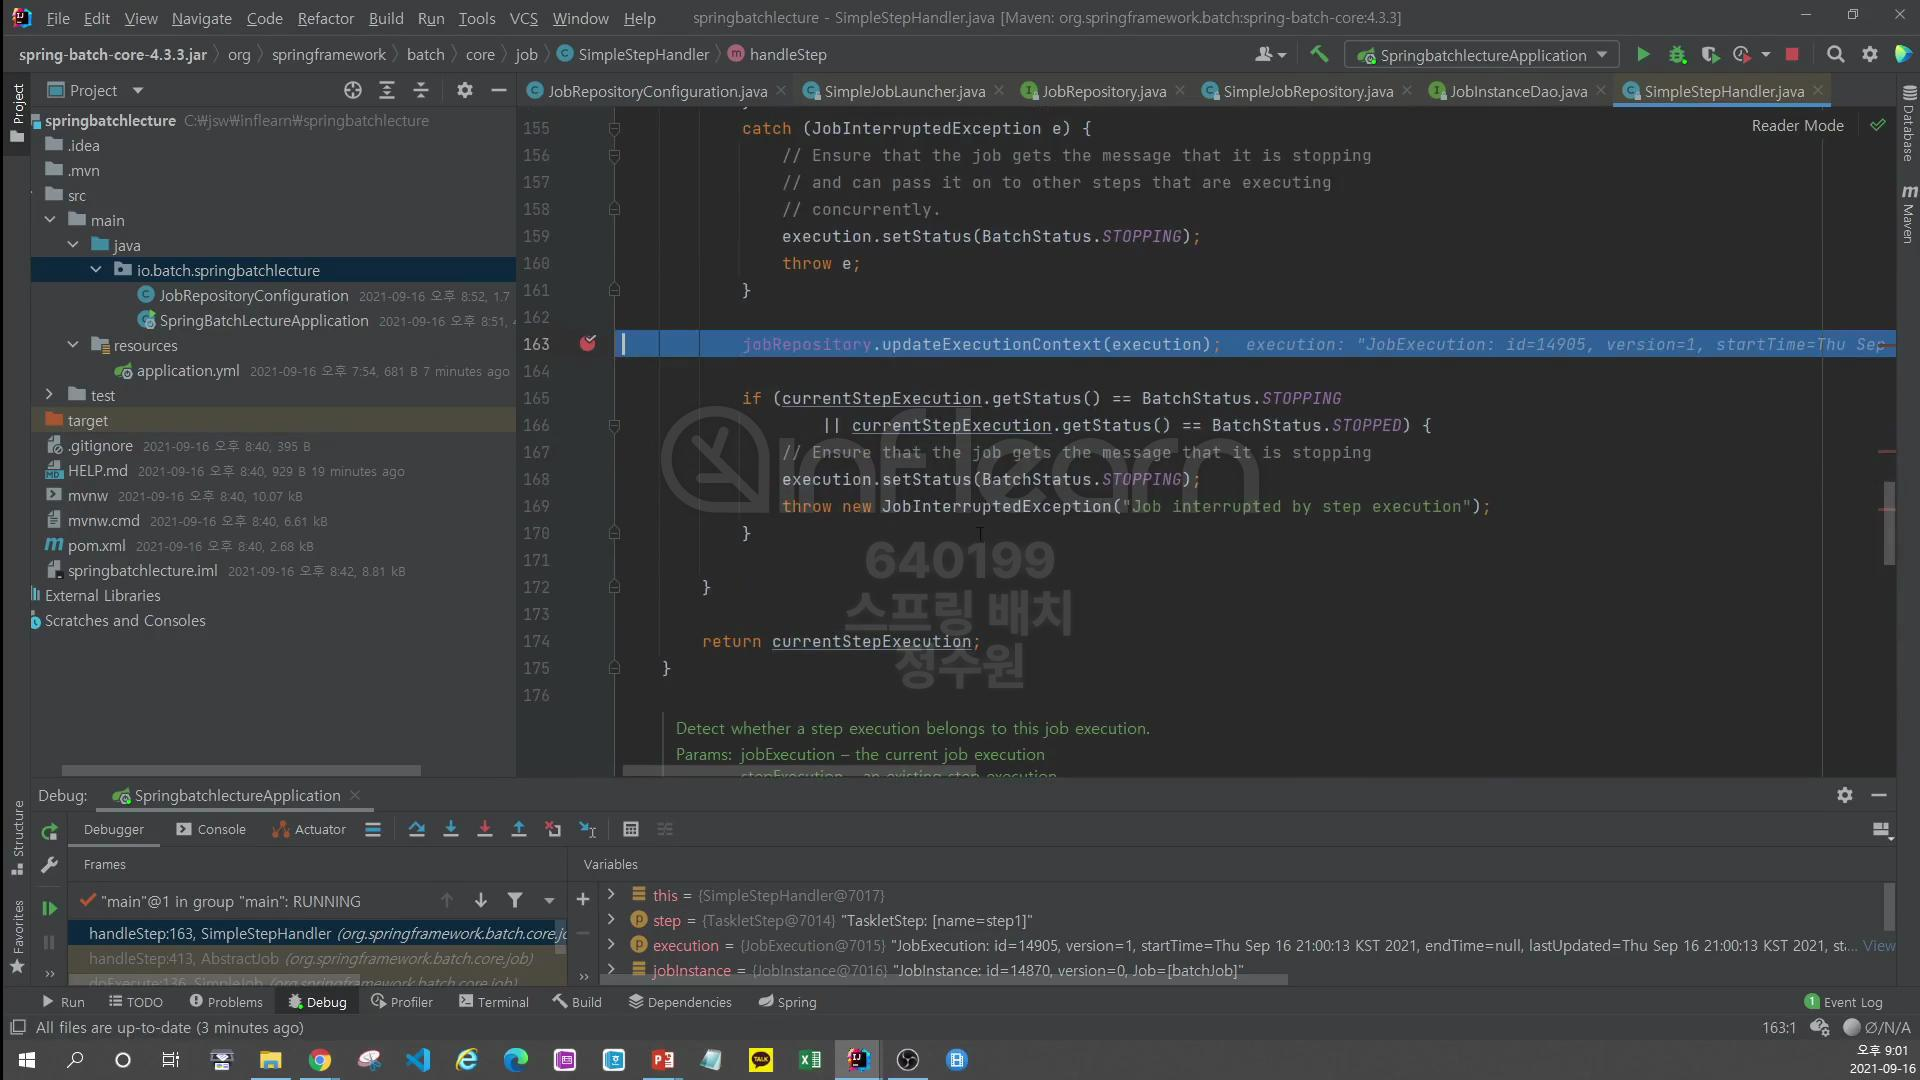 File Edit View Navigate Code Refactor Build Run Tools VCS Window Help springbatchlecture - SimpleStepHandler.java [Maven: org.springframework.batch:spring-batch-core:4.3.3]
spring-batch-core-4.3.3.jar org springframework batch core job SimpleStepHandler handleStep SpringbatchlectureApplication
Project JobRepositoryConfiguration.java SimpleJobLauncher.java JobRepository.java SimpleJobRepository.java JobInstanceDao.java SimpleStepHandler.java
Project
Database
Maven
Reader Mode
springbatchlecture C:\jsw\inflearn\springbatchlecture
.idea
.mvn
src
main
java
io.batch.springbatchlecture
JobRepositoryConfiguration 2021-09-16 오후 8:52, 1.7
SpringBatchLectureApplication 2021-09-16 오후 8:51,
resources
application.yml 2021-09-16 오후 7:54, 681 B 7 minutes ago
test
target
.gitignore 2021-09-16 오후 8:40, 395 B
HELP.md 2021-09-16 오후 8:40, 929 B 19 minutes ago
mvnw 2021-09-16 오후 8:40, 10.07 kB
mvnw.cmd 2021-09-16 오후 8:40, 6.61 kB
pom.xml 2021-09-16 오후 8:40, 2.68 kB
springbatchlecture.iml 2021-09-16 오후 8:42, 8.81 kB
External Libraries
Scratches and Consoles
155 catch (JobInterruptedException e) {
156 // Ensure that the job gets the message that it is stopping
157 // and can pass it on to other steps that are executing
158 // concurrently.
159 execution.setStatus(BatchStatus.STOPPING);
160 throw e;
161 }
162
163 jobRepository.updateExecutionContext(execution); execution: "JobExecution: id=14905, version=1, startTime=Thu Sep
164
165 if (currentStepExecution.getStatus() == BatchStatus.STOPPING
166 || currentStepExecution.getStatus() == BatchStatus.STOPPED) {
167 // Ensure that the job gets the message that it is stopping
168 execution.setStatus(BatchStatus.STOPPING);
169 throw new JobInterruptedException("Job interrupted by step execution");
170 }
171
172 }
173
174 return currentStepExecution;
175 }
176
Detect whether a step execution belongs to this job execution.
Params: jobExecution – the current job execution
stepExecution – an existing step execution
inflearn
640199
스프링 배치
정수원
Debug: SpringbatchlectureApplication
Structure
Favorites
Debugger Console Actuator
Frames Variables
"main"@1 in group "main": RUNNING
handleStep:163, SimpleStepHandler (org.springframework.batch.core.jo
handleStep:413, AbstractJob (org.springframework.batch.core.job)
doExecute:136, SimpleJob (org.springframework.batch.core.job)
this = {SimpleStepHandler@7017}
step = {TaskletStep@7014} "TaskletStep: [name=step1]"
execution = {JobExecution@7015} "JobExecution: id=14905, version=1, startTime=Thu Sep 16 21:00:13 KST 2021, endTime=null, lastUpdated=Thu Sep 16 21:00:13 KST 2021, st... View
jobInstance = {JobInstance@7016} "JobInstance: id=14870, version=0, Job=[batchJob]"
Run TODO Problems Debug Profiler Terminal Build Dependencies Spring 1 Event Log
All files are up-to-date (3 minutes ago) 163:1 Ø/N/A
오후 9:01
2021-09-16